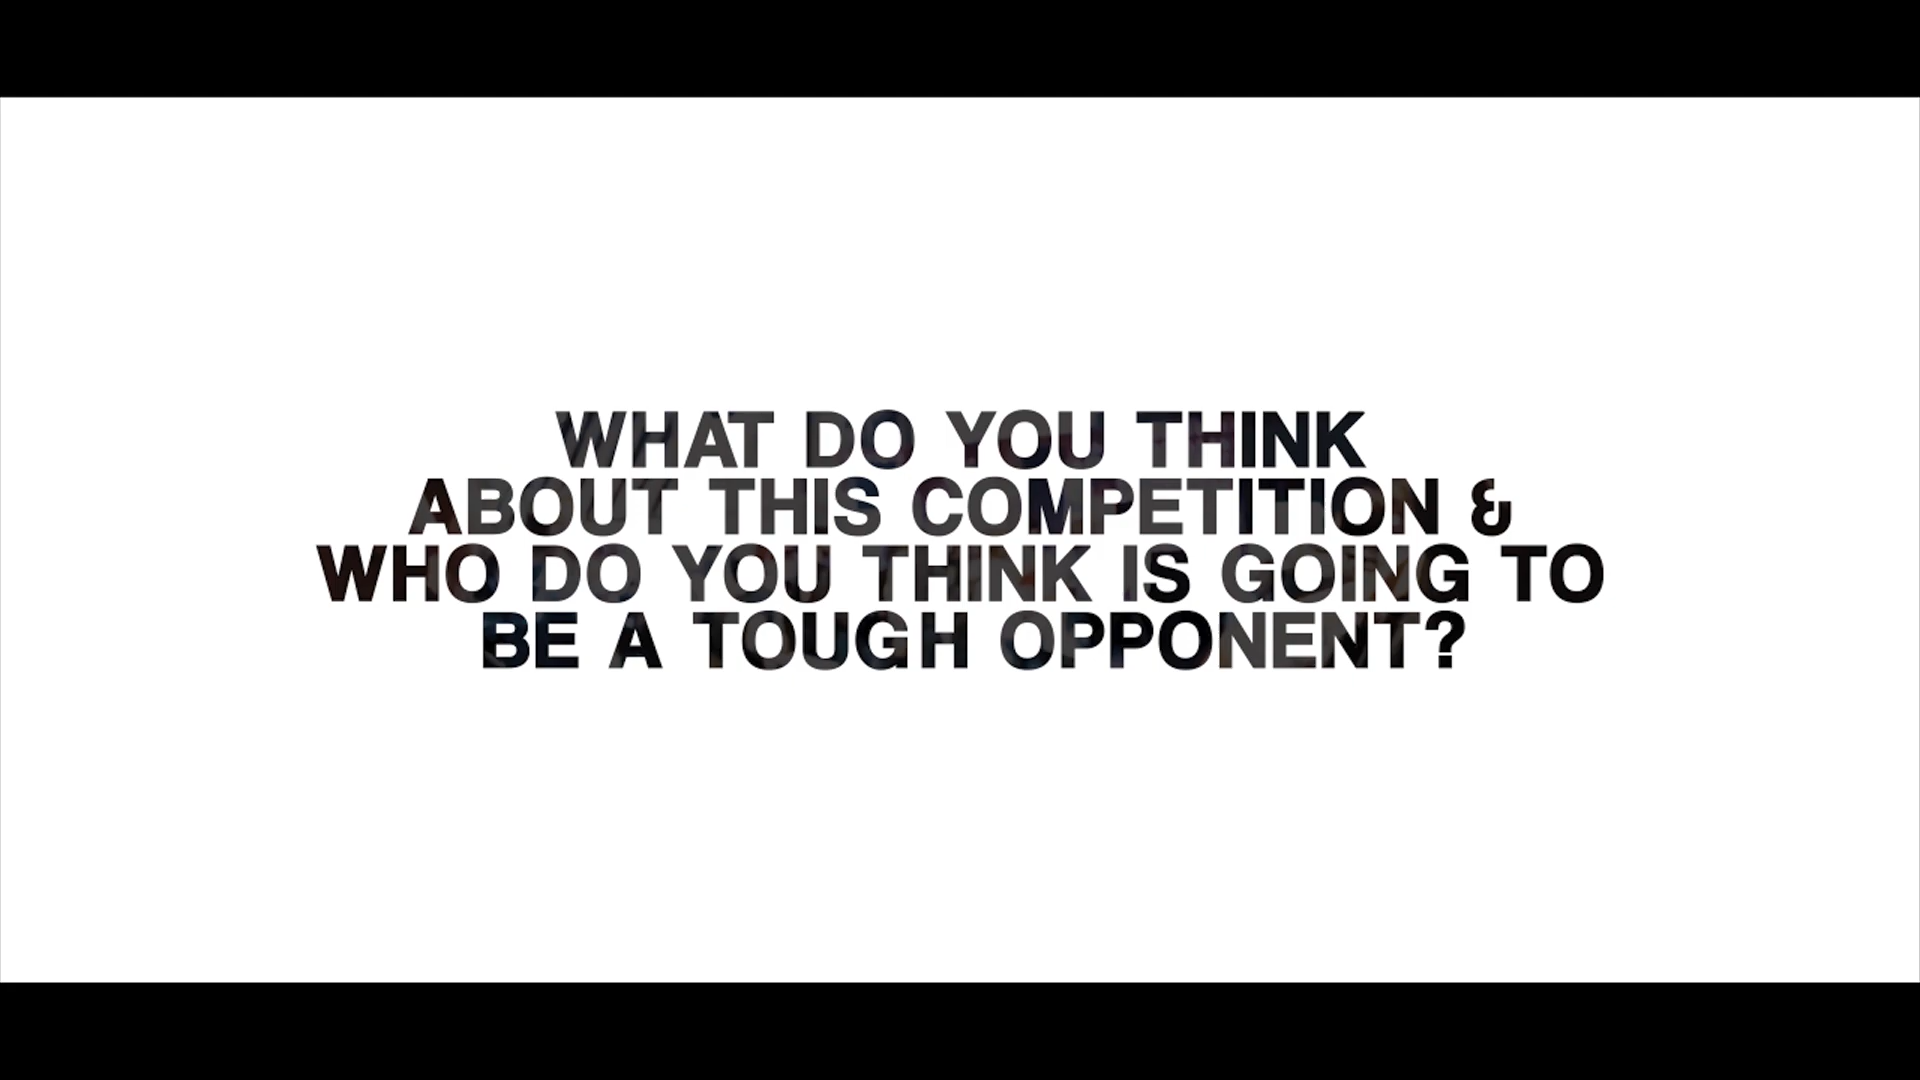 WHAT DO YOU THINK
ABOUT THIS COMPETITION &
WHO DO YOU THINK IS GOING TO
BE A TOUGH OPPONENT?